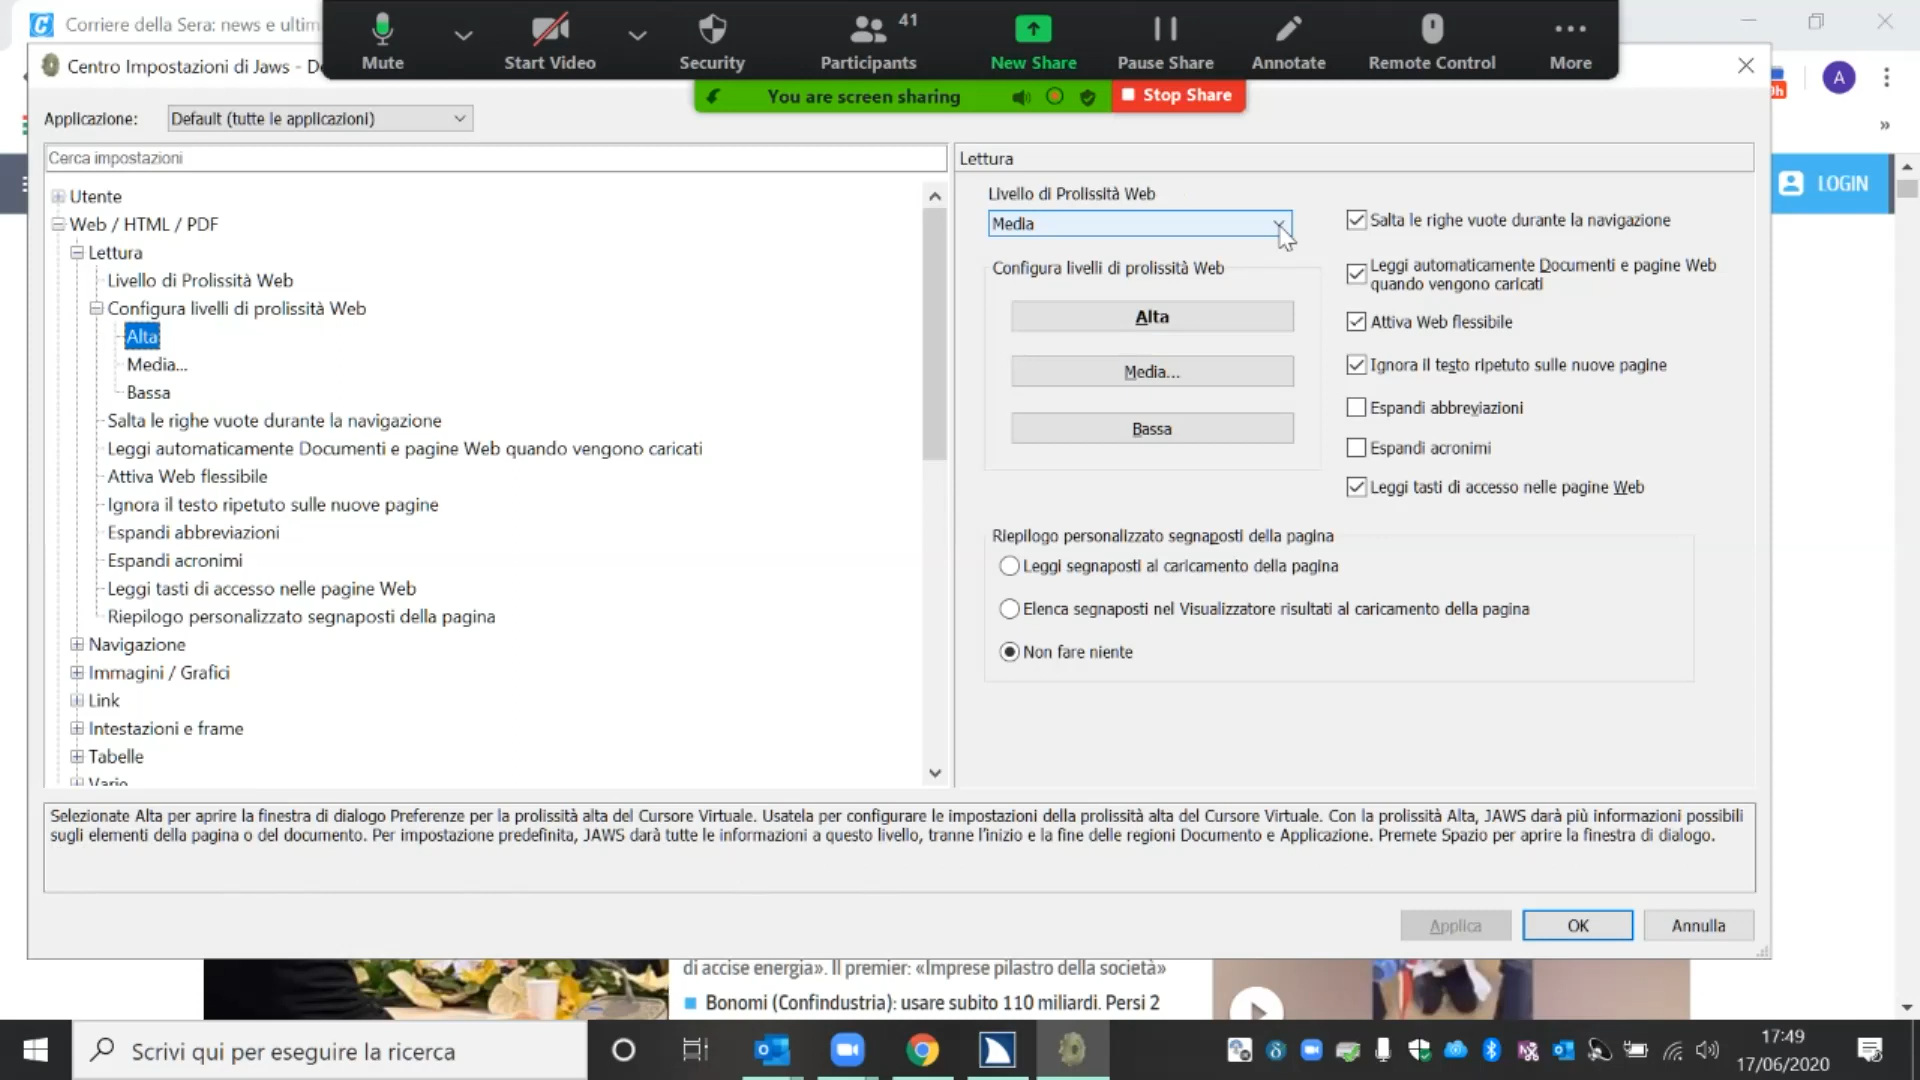 Corriere della Sera: news e ultim
Mute
Start Video
Security
Participants
41
New Share
Pause Share
Annotate
Remote Control
More
You are screen sharing
Stop Share
Centro Impostazioni di Jaws - De
A
Applicazione:
Default (tutte le applicazioni)
LOGIN
Cerca impostazioni
Utente
Web / HTML / PDF
Lettura
Livello di Prolissità Web
Configura livelli di prolissità Web
Alta
Media...
Bassa
Salta le righe vuote durante la navigazione
Leggi automaticamente Documenti e pagine Web quando vengono caricati
Attiva Web flessibile
Ignora il testo ripetuto sulle nuove pagine
Espandi abbreviazioni
Espandi acronimi
Leggi tasti di accesso nelle pagine Web
Riepilogo personalizzato segnaposti della pagina
Navigazione
Immagini / Grafici
Link
Intestazioni e frame
Tabelle
Vario
Lettura
Livello di Prolissità Web
Media
Configura livelli di prolissità Web
Alta
Media...
Bassa
Salta le righe vuote durante la navigazione
Leggi automaticamente Documenti e pagine Web
quando vengono caricati
Attiva Web flessibile
Ignora il testo ripetuto sulle nuove pagine
Espandi abbreviazioni
Espandi acronimi
Leggi tasti di accesso nelle pagine Web
Riepilogo personalizzato segnaposti della pagina
Leggi segnaposti al caricamento della pagina
Elenca segnaposti nel Visualizzatore risultati al caricamento della pagina
Non fare niente
Selezionate Alta per aprire la finestra di dialogo Preferenze per la prolissità alta del Cursore Virtuale. Usatela per configurare le impostazioni della prolissità alta del Cursore Virtuale. Con la prolissità Alta, JAWS darà più informazioni possibili
sugli elementi della pagina o del documento. Per impostazione predefinita, JAWS darà tutte le informazioni a questo livello, tranne l'inizio e la fine delle regioni Documento e Applicazione. Premete Spazio per aprire la finestra di dialogo.
Applica
OK
Annulla
di accise energia». Il premier: «Imprese pilastro della società»
Bonomi (Confindustria): usare subito 110 miliardi. Persi 2
Scrivi qui per eseguire la ricerca
17:49
17/06/2020